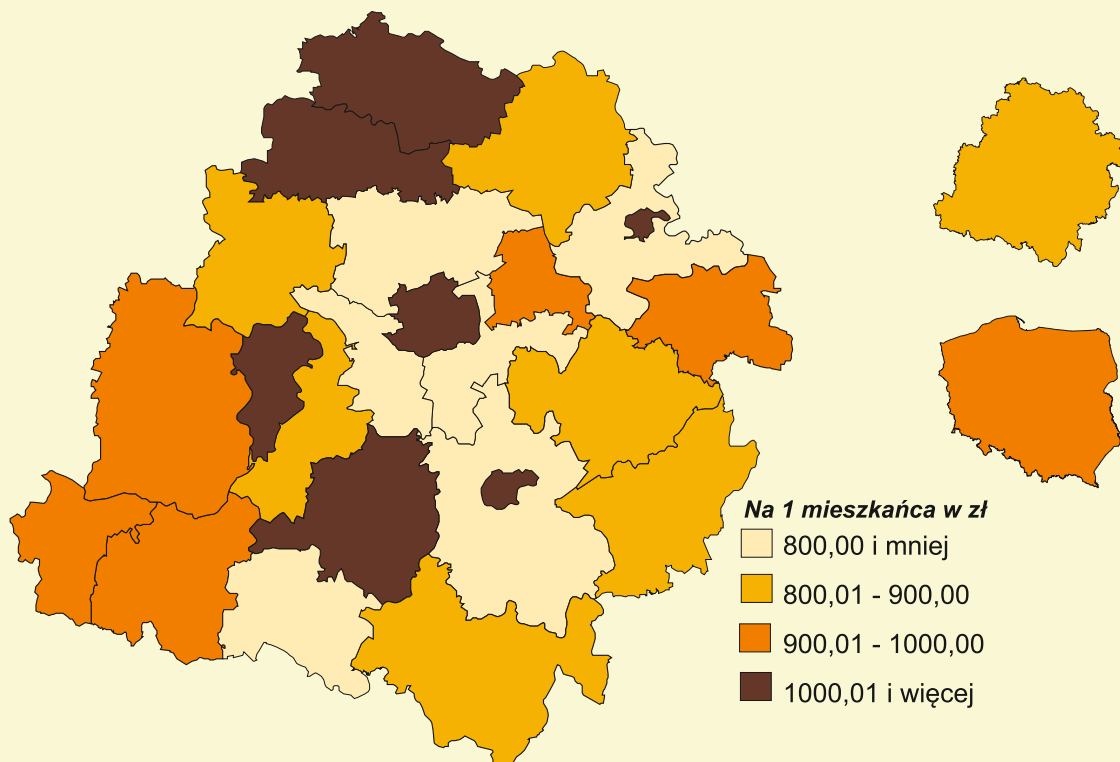 Na 1 mieszkańca w zł
800,00 i mniej
800,01 - 900,00
900,01 - 1000,00
1000,01 i więcej